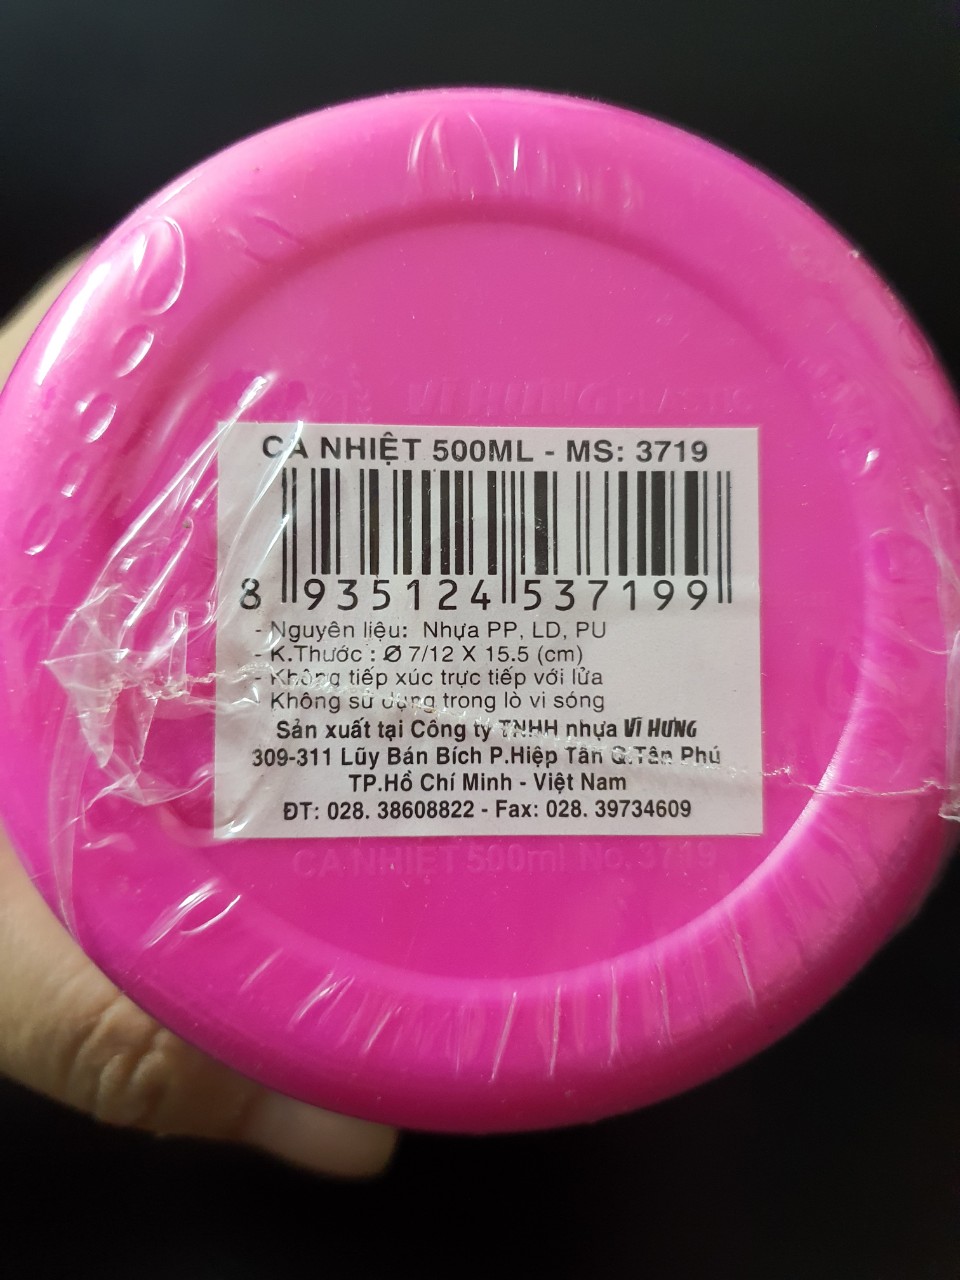 VĨ HƯNG PLASTIC
CA NHIỆT 500ML - MS: 3719
8 935124 537199
- Nguyên liệu: Nhựa PP, LD, PU
- K.Thước : Ø 7/12 X 15.5 (cm)
- Không tiếp xúc trực tiếp với lửa
- Không sử dụng trong lò vi sóng
Sản xuất tại Công ty TNHH nhựa VĨ HƯNG
309-311 Lũy Bán Bích P.Hiệp Tân Q.Tân Phú
TP.Hồ Chí Minh - Việt Nam
ĐT: 028. 38608822 - Fax: 028. 39734609
CA NHIỆT 500ml No. 3719